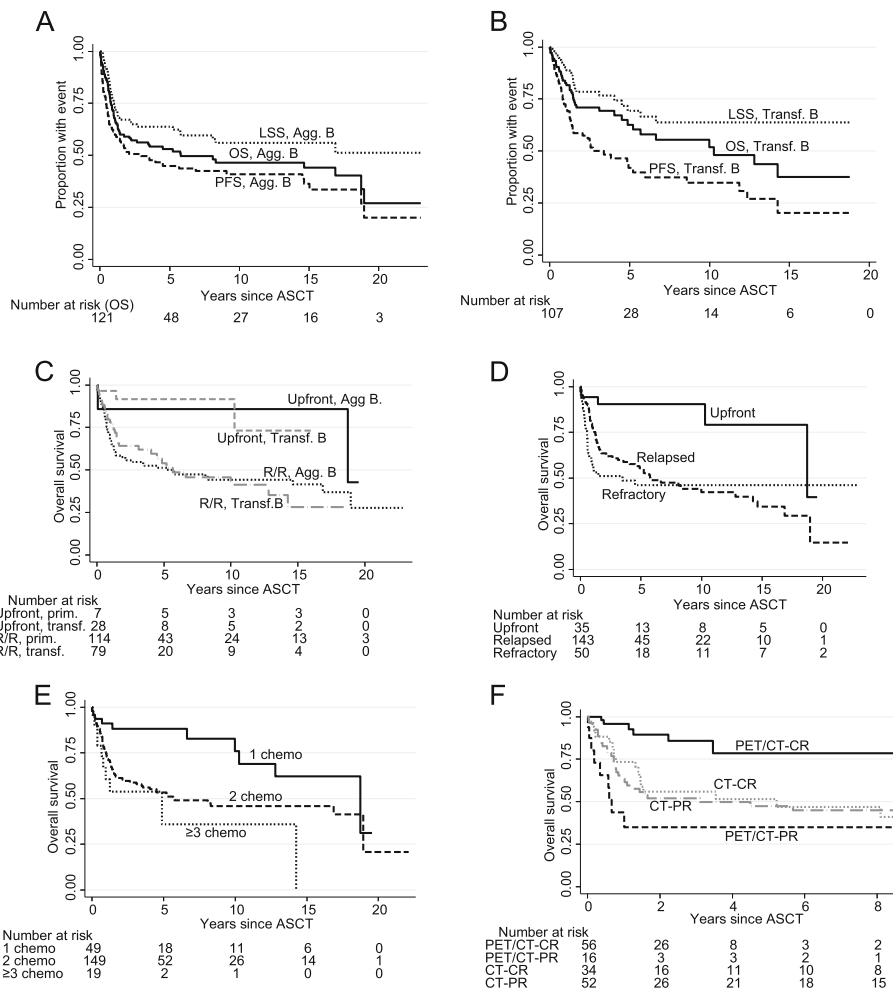 A
Proportion with event
1.00
0.75
0.50
0.25
0.00
LSS, Agg. B
OS, Agg. B
PFS, Agg. B
0 5 10 15 20
Years since ASCT
Number at risk (OS)
121 48 27 16 3
B
Proportion with event
1.00
0.75
0.50
0.25
0.00
LSS, Transf. B
OS, Transf. B
PFS, Transf. B
0 5 10 15 20
Years since ASCT
Number at risk
107 28 14 6 0
C
Overall survival
1.00
0.75
0.50
0.25
0.00
Upfront, Agg B.
Upfront, Transf. B
R/R, Agg. B
R/R, Transf.B
0 5 10 15 20
Years since ASCT
Number at risk
Upfront, prim. 7 5 3 3 0
Upfront, transf. 28 8 5 2 0
R/R, prim. 114 43 24 13 3
R/R, transf. 79 20 9 4 0
D
Overall survival
1.00
0.75
0.50
0.25
0.00
Upfront
Relapsed
Refractory
0 5 10 15 20
Years since ASCT
Number at risk
Upfront 35 13 8 5 0
Relapsed 143 45 22 10 1
Refractory 50 18 11 7 2
E
Overall survival
1.00
0.75
0.50
0.25
0.00
1 chemo
2 chemo
≥3 chemo
0 5 10 15 20
Years since ASCT
Number at risk
1 chemo 49 18 11 6 0
2 chemo 149 52 26 14 1
≥3 chemo 19 2 1 0 0
F
Overall survival
1.00
0.75
0.50
0.25
0.00
PET/CT-CR
CT-CR
CT-PR
PET/CT-PR
0 2 4 6 8
Years since ASCT
Number at risk
PET/CT-CR 56 26 8 3 2
PET/CT-PR 16 3 3 2 1
CT-CR 34 16 11 10 8
CT-PR 52 26 21 18 15